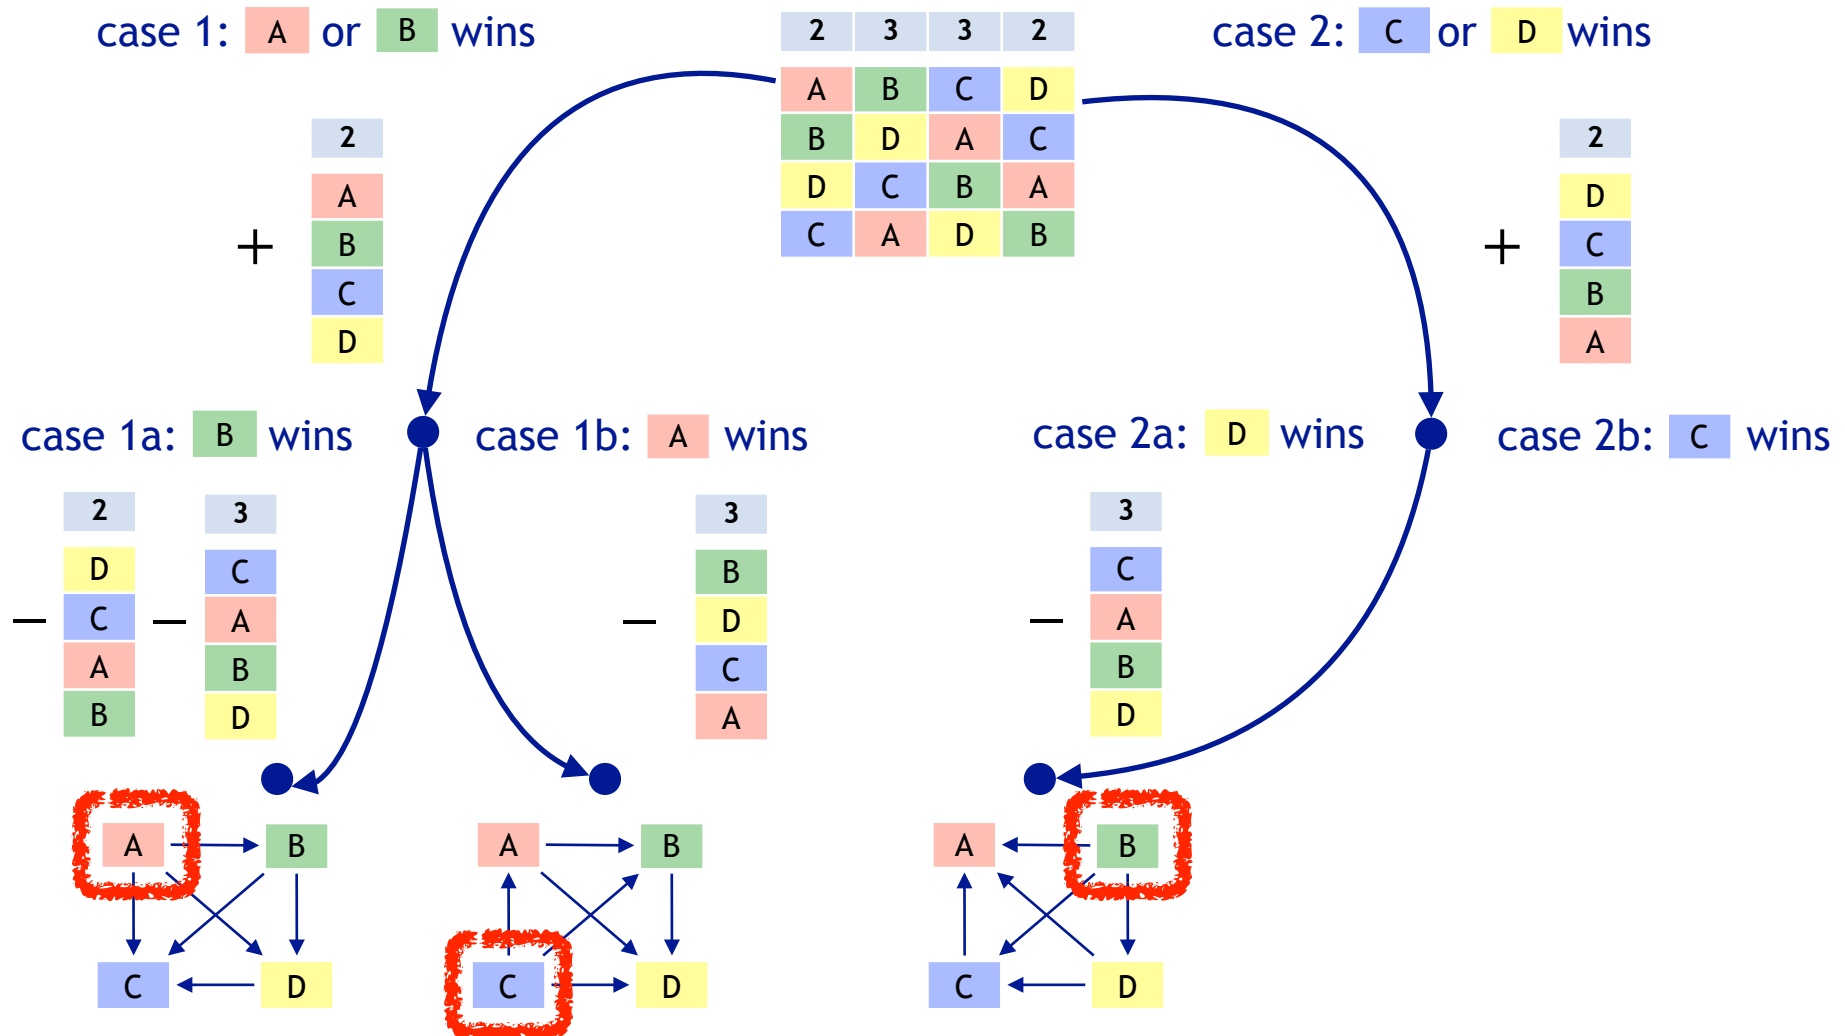 case 1: A or B wins
2 3 3 2
case 2: C or D wins
A B C D
B D A C
D C B A
C A D B
2
A
+ B
C
D
2
D
+ C
B
A
case 1a: B wins
case 1b: A wins
case 2a: D wins
case 2b: C wins
2
D
– C
A
B
3
C
– A
B
D
3
B
– D
C
A
3
C
– A
B
D
A B
C D
A B
C D
A B
C D